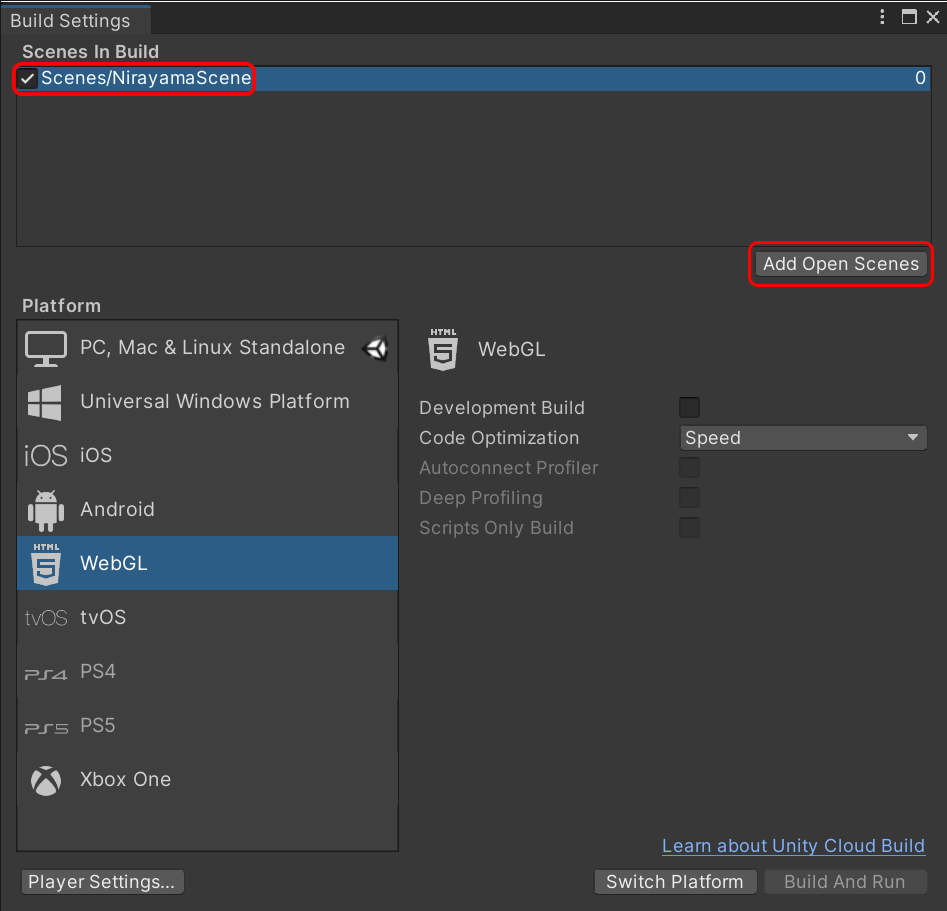 Build Settings
Scenes In Build
Scenes/NirayamaScene 0
Add Open Scenes
Platform
PC, Mac & Linux Standalone
Universal Windows Platform
iOS iOS
Android
HTML 5 WebGL
tvOS tvOS
PS4 PS4
PS5 PS5
Xbox One
HTML 5 WebGL
Development Build
Code Optimization Speed
Autoconnect Profiler
Deep Profiling
Scripts Only Build
Learn about Unity Cloud Build
Player Settings... Switch Platform Build And Run